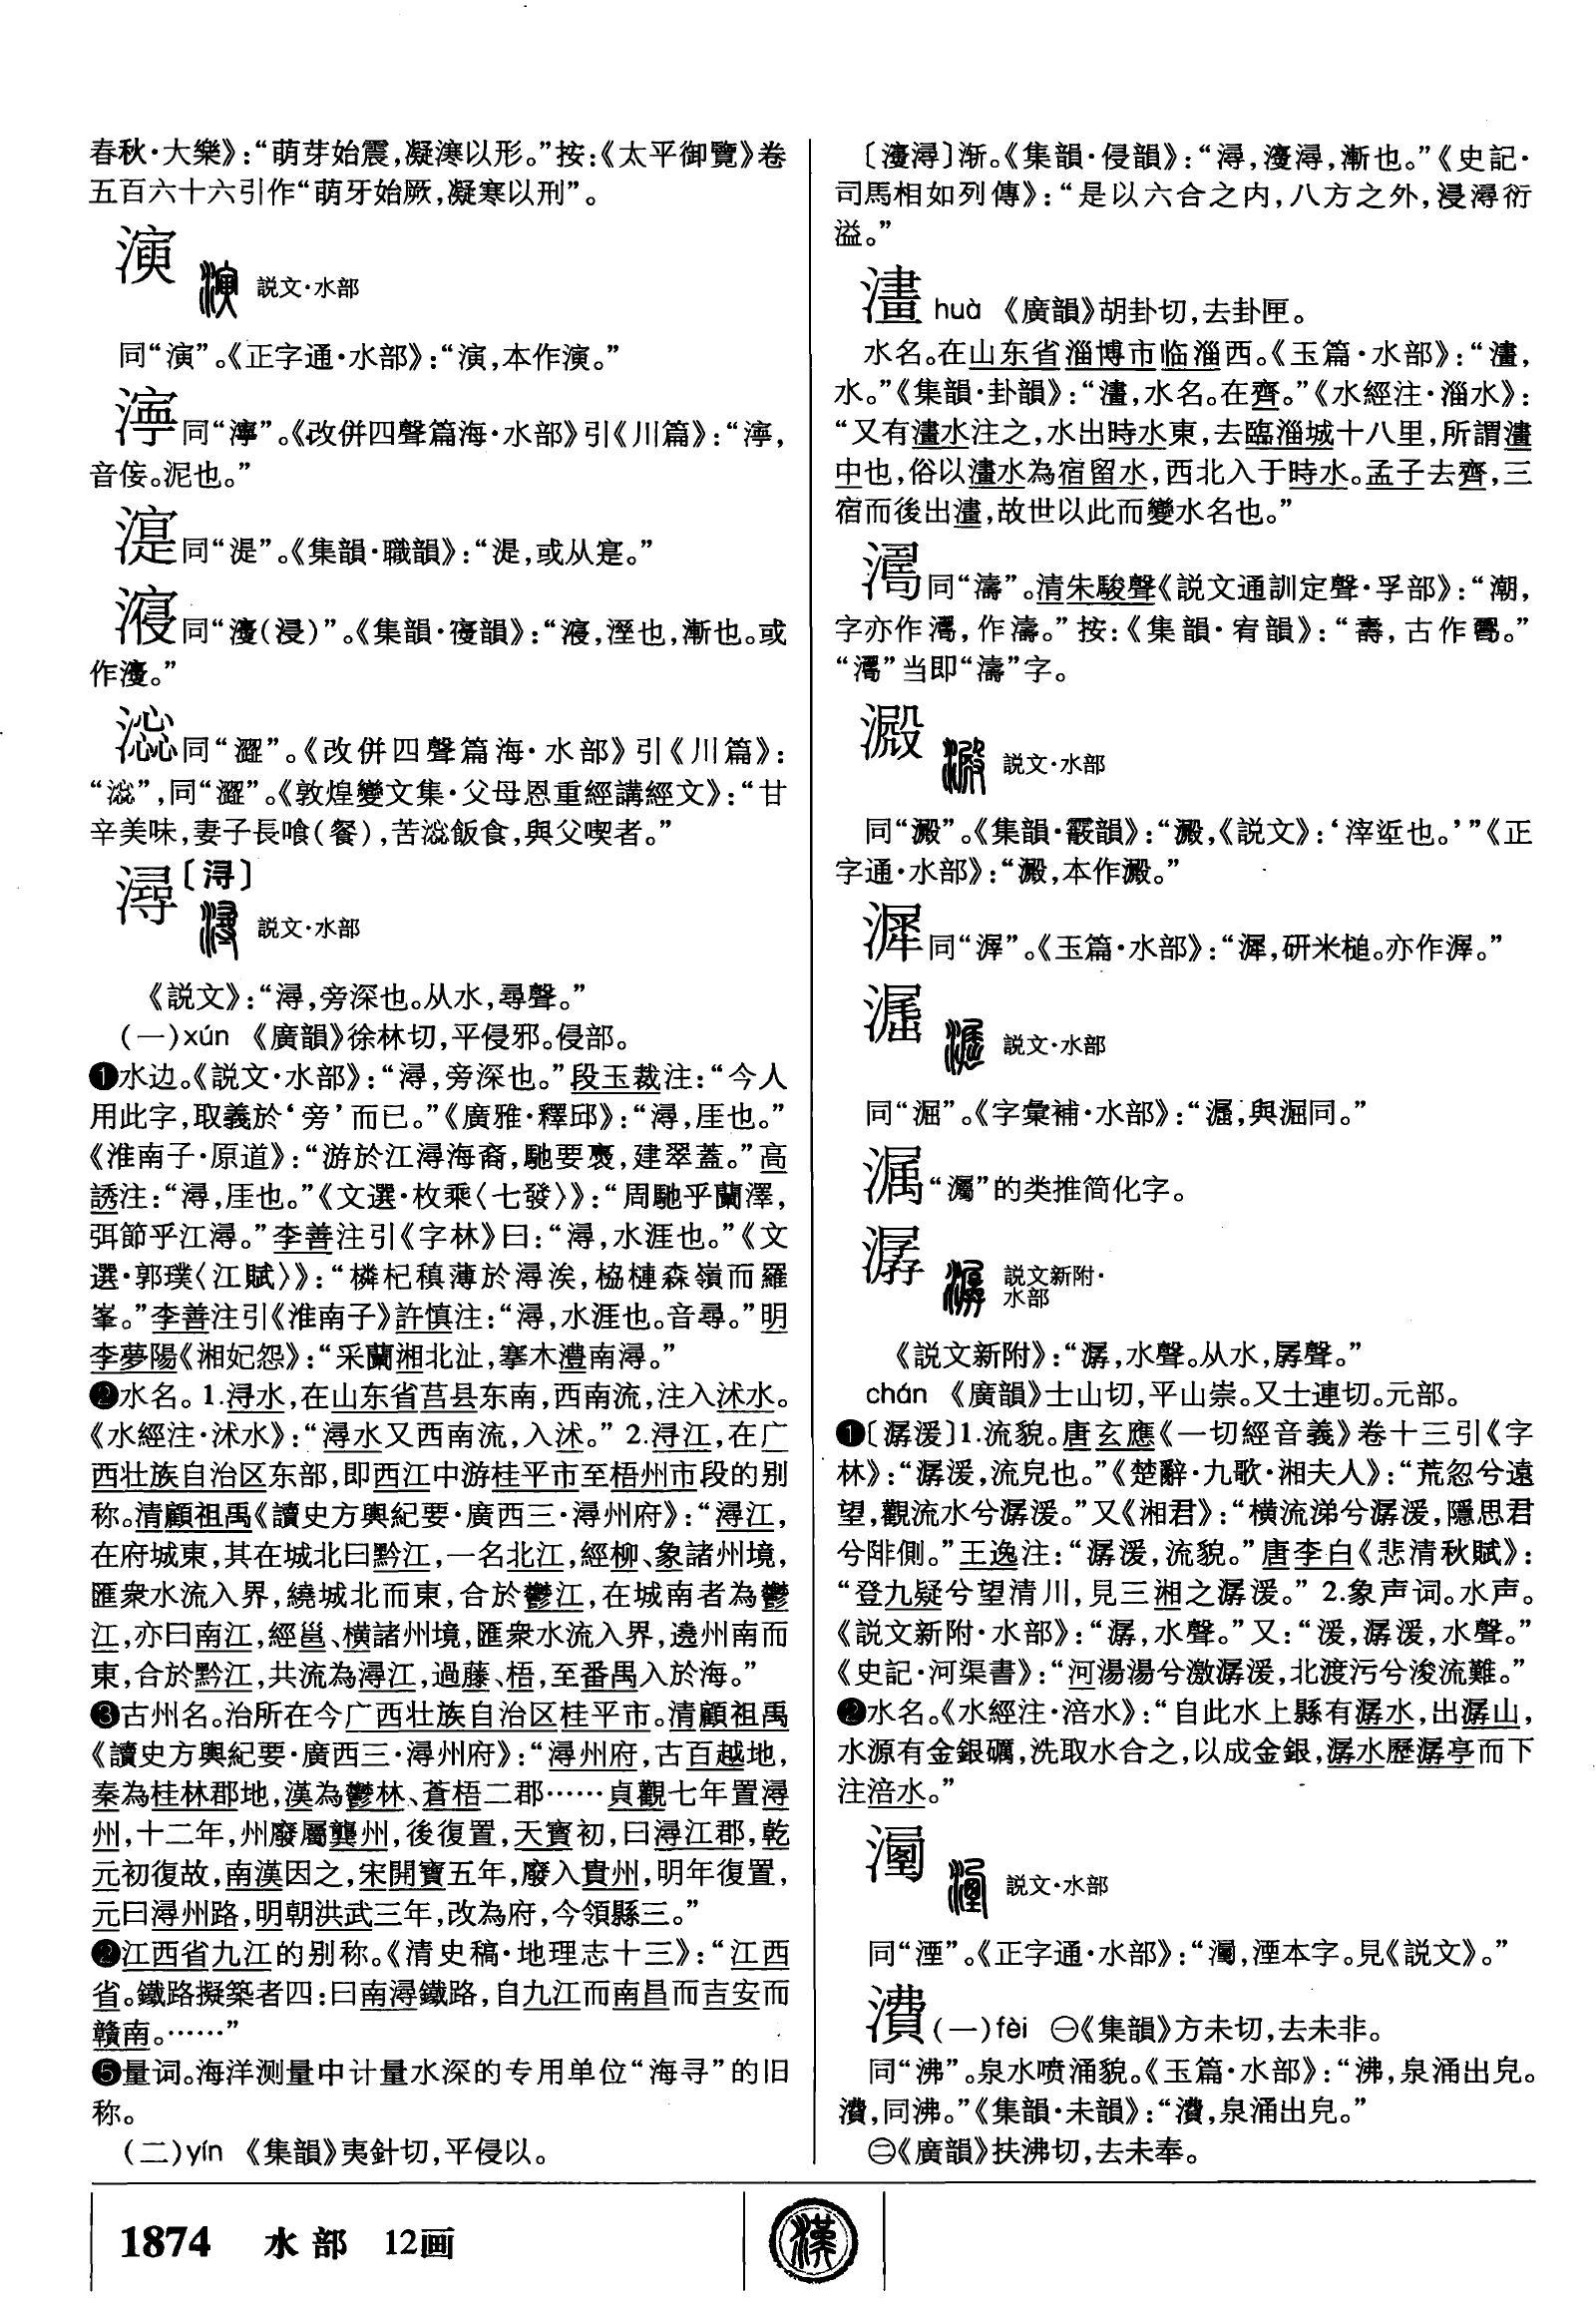 春秋·大樂》：“萌芽始震，凝凙以形。”按：《太平御覽》卷
五百六十六引作“萌牙始厥，凝寒以刑”。
演
説文·水部
同“演”。《正字通·水部》：“演，本作演。”
同“濘”。《改併四聲篇海·水部》引《川篇》：“
音侫。泥也。”
同“湜”。《集韻·職韻》：“湜，或从寔。”
同“濅（浸）”。《集韻·𡪢韻》：“，溼也，漸也。或
作濅。”
同“澀”。《改併四聲篇海·水部》引《川篇》：
“”，同“澀”。《敦煌變文集·父母恩重經講經文》：“甘
辛美味，妻子長喰（餐），苦飯食，與父喫者。”
潯〔浔〕
説文·水部
《説文》：“潯，旁深也。从水，尋聲。”
（一）xún 《廣韻》徐林切，平侵邪。侵部。
❶水边。《説文·水部》：“潯，旁深也。”段玉裁注：“今人
用此字，取義於‘旁’而已。”《廣雅·釋邱》：“潯，厓也。”
《淮南子·原道》：“游於江潯海裔，馳要褭，建翠蓋。”高
誘注：“潯，厓也。”《文選·枚乘〈七發〉》：“周馳乎蘭澤，
弭節乎江潯。”李善注引《字林》曰：“潯，水涯也。”《文
選·郭璞〈江賦〉》：“橉杞稹薄於潯涘，栛槤森嶺而羅
峯。”李善注引《淮南子》許慎注：“潯，水涯也。音尋。”明
李夢陽《湘妃怨》：“采蘭湘北沚，搴木澧南潯。”
❷水名。1.浔水，在山东省莒县东南，西南流，注入沭水。
《水經注·沭水》：“潯水又西南流，入沭。” 2.浔江，在广
西壮族自治区东部，即西江中游桂平市至梧州市段的别
称。清顧祖禹《讀史方輿紀要·廣西三·潯州府》：“潯江，
在府城東，其在城北曰黔江，一名北江，經柳、象諸州境，
匯衆水流入界，繞城北而東，合於鬱江，在城南者為鬱
江，亦曰南江，經邕、横諸州境，匯衆水流入界，遶州南而
東，合於黔江，共流為潯江，過藤、梧，至番禺入於海。”
❸古州名。治所在今广西壮族自治区桂平市。清顧祖禹
《讀史方輿紀要·廣西三·潯州府》：“潯州府，古百越地，
秦為桂林郡地，漢為鬱林、蒼梧二郡……貞觀七年置潯
州，十二年，州廢屬龔州，後復置，天寶初，曰潯江郡，乾
元初復故，南漢因之，宋開寶五年，廢入貴州，明年復置，
元曰潯州路，明朝洪武三年，改為府，今領縣三。”
❷江西省九江的别称。《清史稿·地理志十三》：“江西
省。鐵路擬築者四：曰南潯鐵路，自九江而南昌而吉安而
贛南。……”
❺量词。海洋测量中计量水深的专用单位“海寻”的旧
称。
（二）yín 《集韻》夷針切，平侵以。
〔濅潯〕渐。《集韻·侵韻》：“潯，濅潯，漸也。”《史記·
司馬相如列傳》：“是以六合之内，八方之外，浸潯衍
溢。”
澅 huà 《廣韻》胡卦切，去卦匣。
水名。在山东省淄博市临淄西。《玉篇·水部》：“澅，
水。”《集韻·卦韻》：“澅，水名。在齊。”《水經注·淄水》：
“又有澅水注之，水出時水東，去臨淄城十八里，所謂澅
中也，俗以澅水為宿留水，西北入于時水。孟子去齊，三
宿而後出澅，故世以此而變水名也。”
同“濤”。清朱駿聲《説文通訓定聲·孚部》：“潮，
字亦作，作濤。”按：《集韻·宥韻》：“壽，古作。”
“”当即“濤”字。
説文·水部
同“澱”。《集韻·霰韻》：“澱，《説文》：‘滓垽也。’”《正
字通·水部》：“澱，本作。”
同“潌”。《玉篇·水部》：“，研米槌。亦作。”
説文·水部
同“淈”。《字彙補·水部》：“，與淈同。”
“灟”的类推简化字。
潺
説文新附·
水部
《説文新附》：“潺，水聲。从水，孱聲。”
chán 《廣韻》士山切，平山崇。又士連切。元部。
❶〔潺湲〕1.流貌。唐玄應《一切經音義》卷十三引《字
林》：“潺湲，流皃也。”《楚辭·九歌·湘夫人》：“荒忽兮遠
望，觀流水兮潺湲。”又《湘君》：“横流涕兮潺湲，隱思君
兮陫側。”王逸注：“潺湲，流貌。”唐李白《悲清秋賦》：
“登九疑兮望清川，見三湘之潺湲。” 2.象声词。水声。
《説文新附·水部》：“潺，水聲。”又：“湲，潺湲，水聲。”
《史記·河渠書》：“河湯湯兮激潺湲，北渡污兮浚流難。”
❷水名。《水經注·涪水》：“自此水上縣有潺水，出潺山，
水源有金銀礦，洗取水合之，以成金銀，潺水歷潺亭而下
注涪水。”
説文·水部
同“湮”。《正字通·水部》：“，湮本字。見《説文》。”
濆（一）fèi ㊀《集韻》方未切，去未非。
同“沸”。泉水喷涌貌。《玉篇·水部》：“沸，泉涌出皃。
，同沸。”《集韻·未韻》：“，泉涌出皃。”
㊁《廣韻》扶沸切，去未奉。
1874 水部 12画
漢